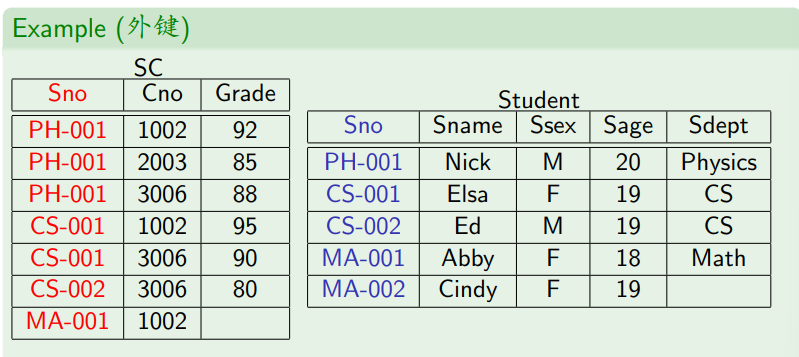 Example (外键)
SC
Sno Cno Grade
PH-001 1002 92
PH-001 2003 85
PH-001 3006 88
CS-001 1002 95
CS-001 3006 90
CS-002 3006 80
MA-001 1002
Student
Sno Sname Ssex Sage Sdept
PH-001 Nick M 20 Physics
CS-001 Elsa F 19 CS
CS-002 Ed M 19 CS
MA-001 Abby F 18 Math
MA-002 Cindy F 19